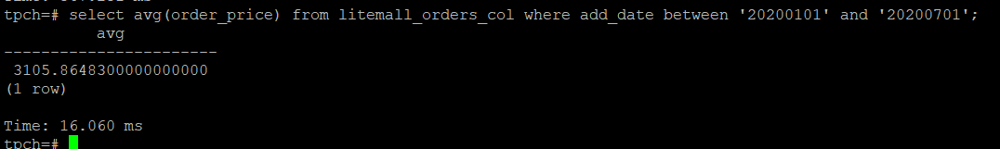 tpch=# select avg(order_price) from litemall_orders_col where add_date between '20200101' and '20200701';
avg
-----------------------
3105.8648300000000000
(1 row)
Time: 16.060 ms
tpch=#